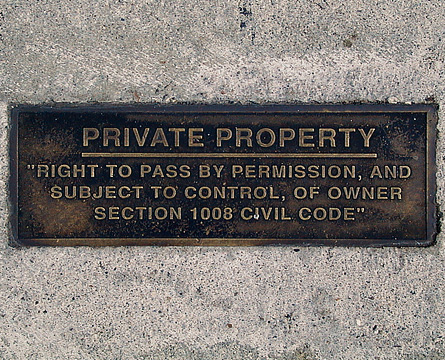 PRIVATE PROPERTY
"RIGHT TO PASS BY PERMISSION, AND
SUBJECT TO CONTROL, OF OWNER
SECTION 1008 CIVIL CODE"